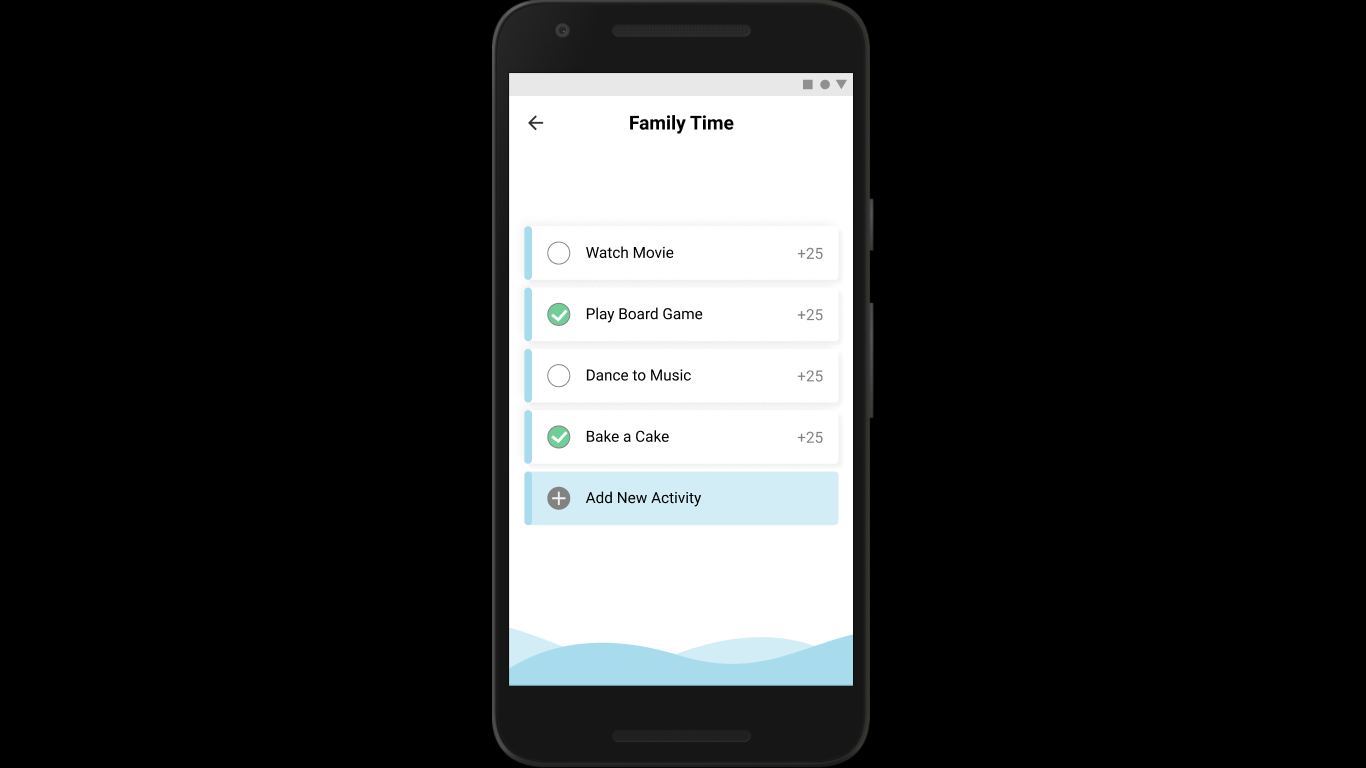 Family Time
Watch Movie +25
Play Board Game +25
Dance to Music +25
Bake a Cake +25
Add New Activity